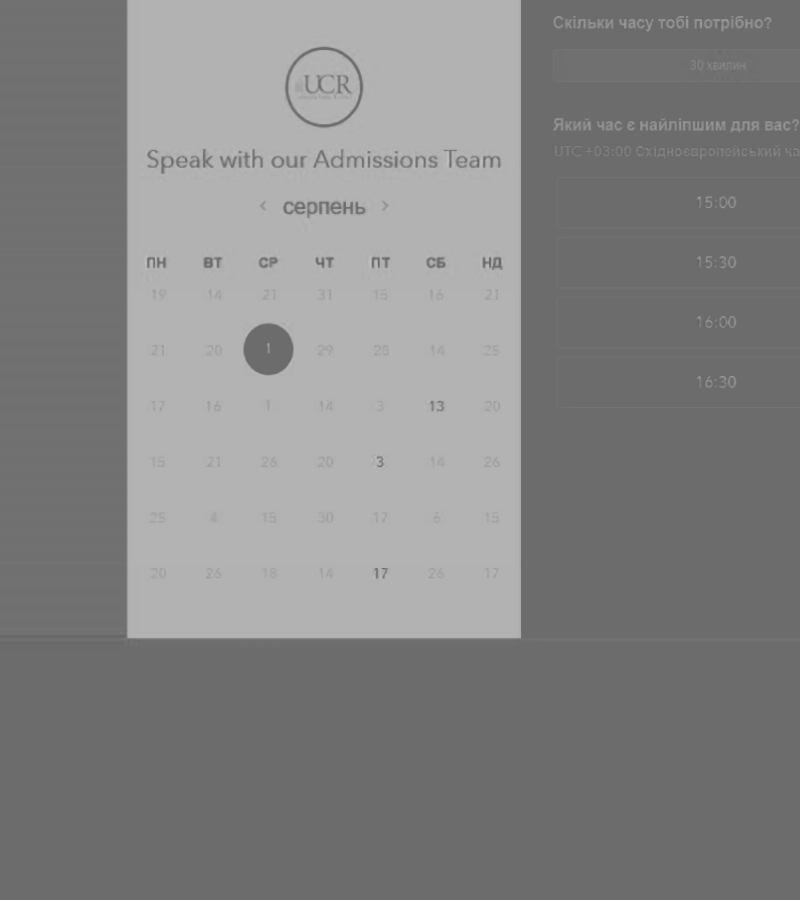 UCR
Speak with our Admissions Team
серпень
ПН ВТ СР ЧТ ПТ СБ НД
19 14 21 31 15 16 21
21 20 1 29 28 14 25
17 16 1 14 3 13 20
15 21 26 20 3 14 26
25 4 15 30 17 6 15
20 26 18 14 17 26 17
Скільки часу тобі потрібно?
30 хвилин
Який час є найліпшим для вас?
UTC +03:00 Східноєвропейський ча
15:00
15:30
16:00
16:30